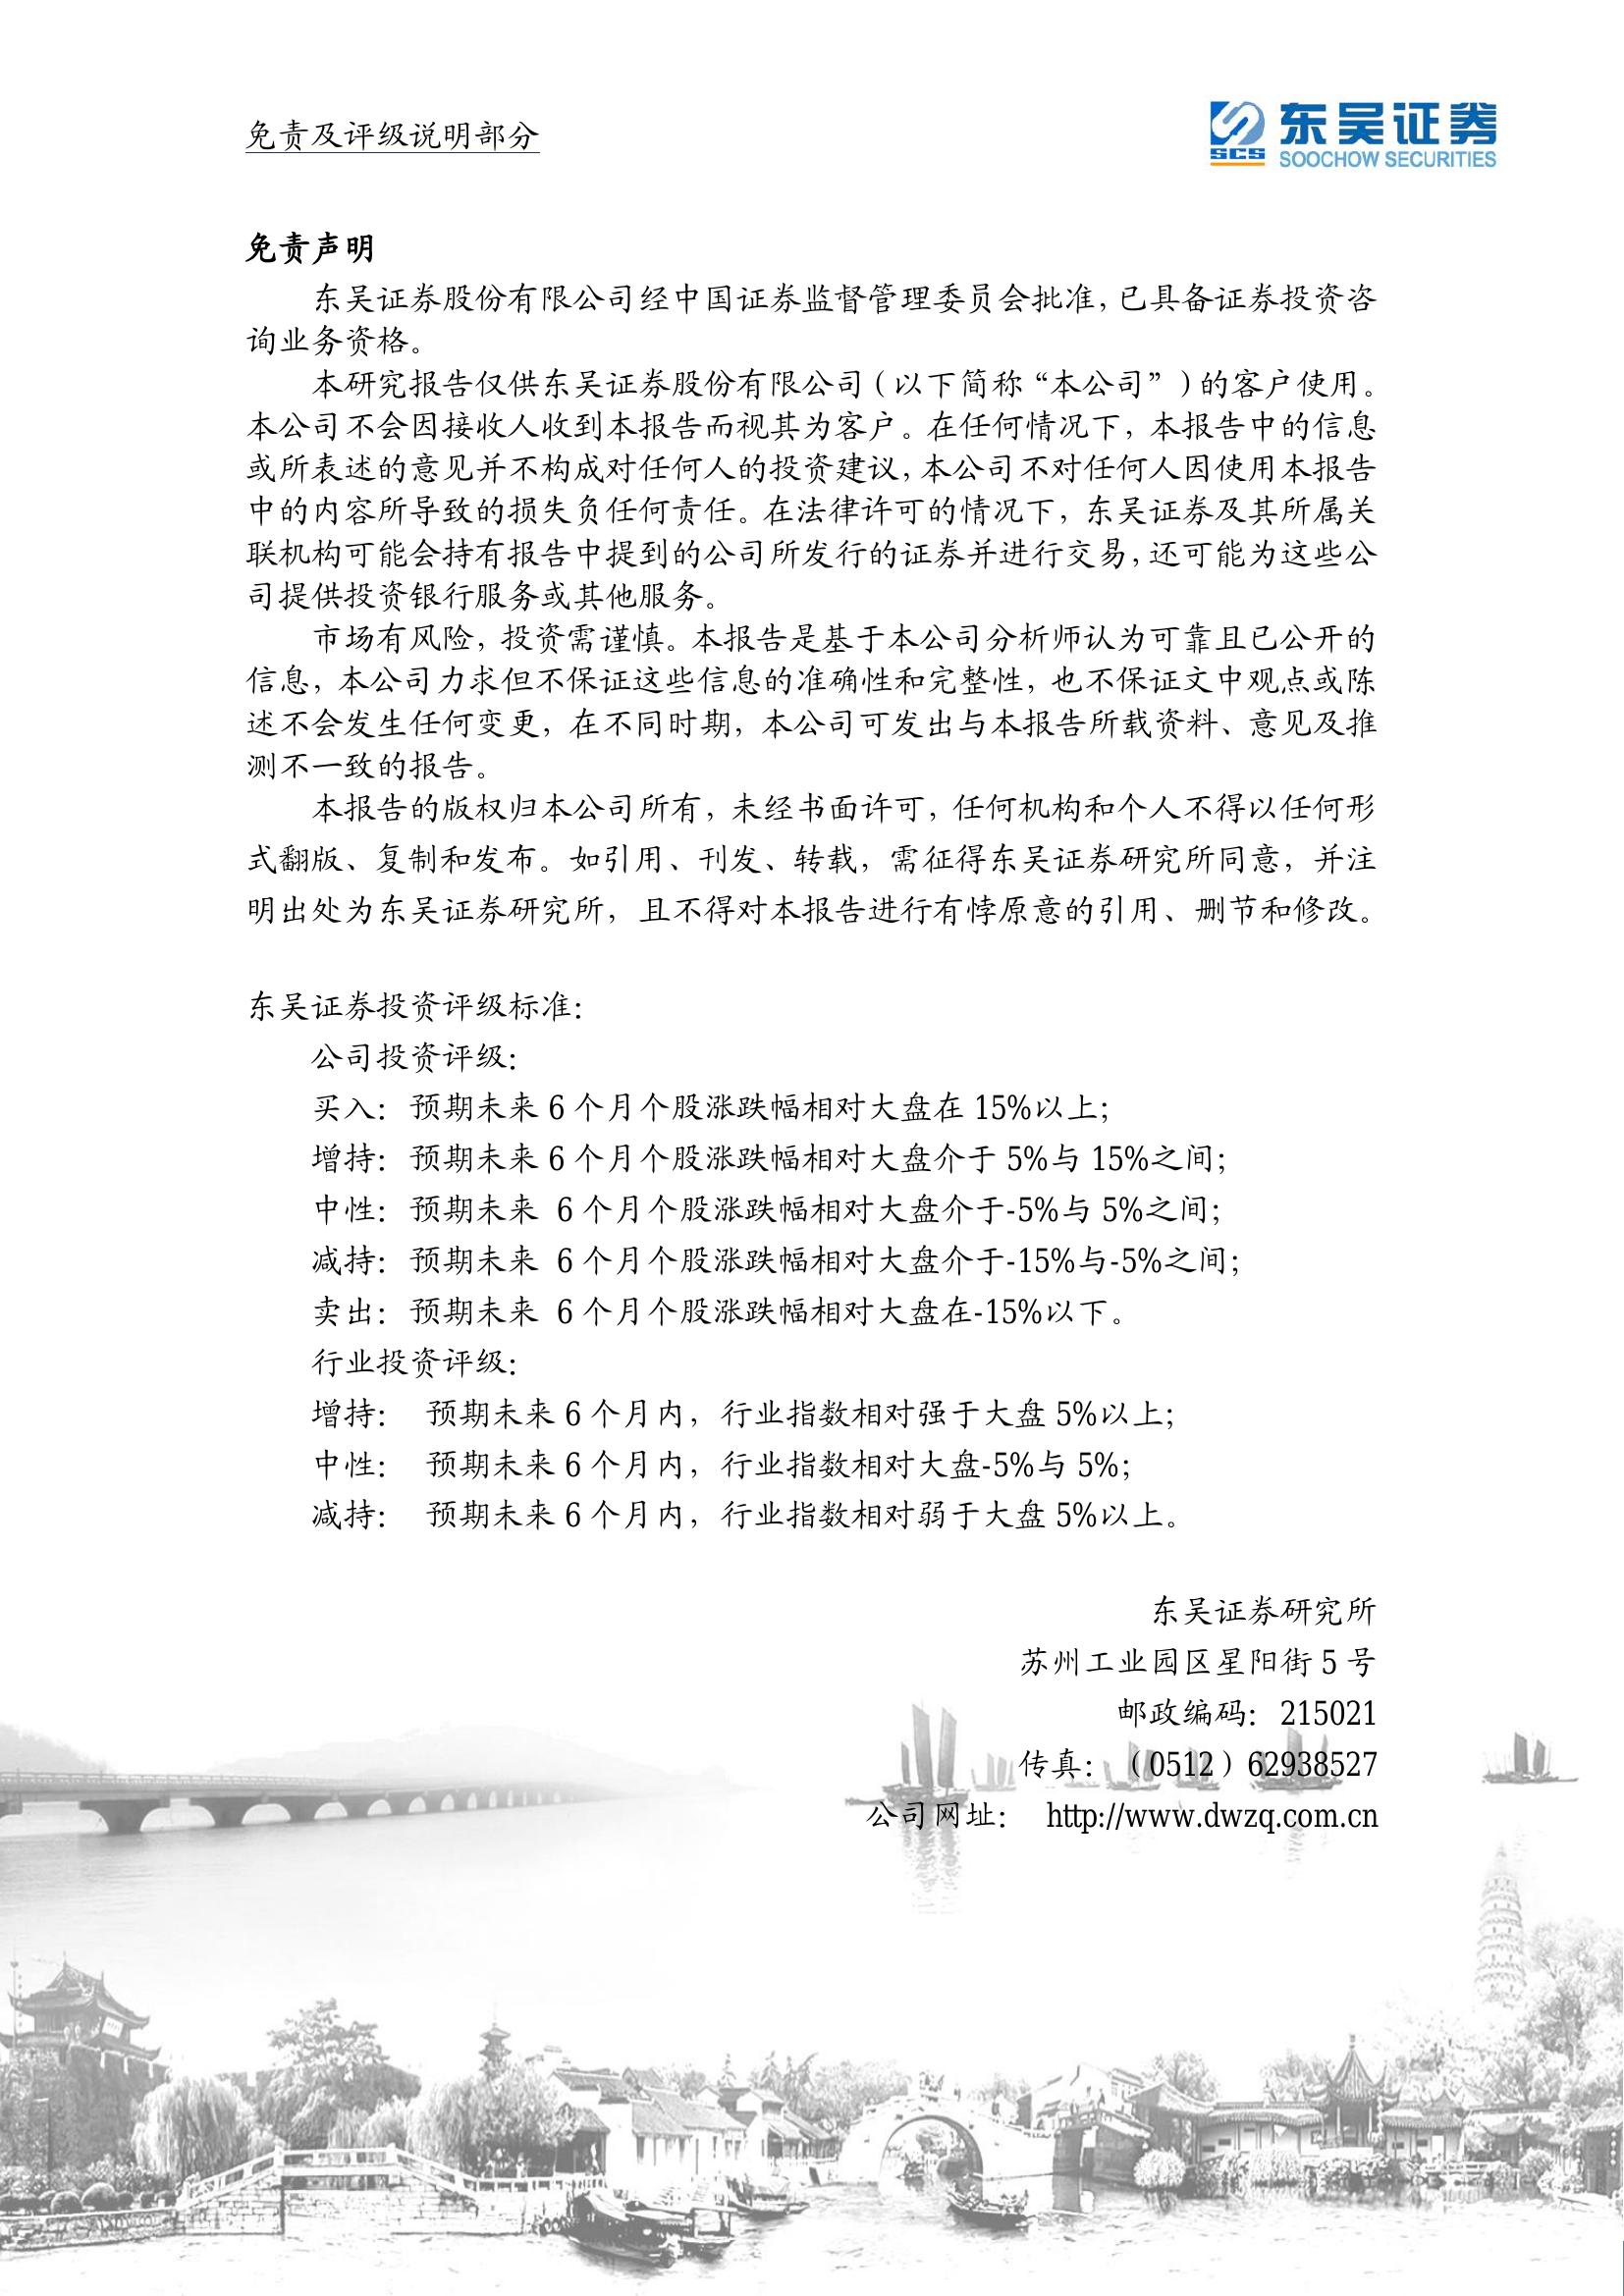 免责及评级说明部分
SCS
东吴证券
SOOCHOW SECURITIES
免责声明
东吴证券股份有限公司经中国证券监督管理委员会批准，已具备证券投资咨
询业务资格。
本研究报告仅供东吴证券股份有限公司（以下简称“本公司”）的客户使用。
本公司不会因接收人收到本报告而视其为客户。在任何情况下，本报告中的信息
或所表述的意见并不构成对任何人的投资建议，本公司不对任何人因使用本报告
中的内容所导致的损失负任何责任。在法律许可的情况下，东吴证券及其所属关
联机构可能会持有报告中提到的公司所发行的证券并进行交易，还可能为这些公
司提供投资银行服务或其他服务。
市场有风险，投资需谨慎。本报告是基于本公司分析师认为可靠且已公开的
信息，本公司力求但不保证这些信息的准确性和完整性，也不保证文中观点或陈
述不会发生任何变更，在不同时期，本公司可发出与本报告所载资料、意见及推
测不一致的报告。
本报告的版权归本公司所有，未经书面许可，任何机构和个人不得以任何形
式翻版、复制和发布。如引用、刊发、转载，需征得东吴证券研究所同意，并注
明出处为东吴证券研究所，且不得对本报告进行有悖原意的引用、删节和修改。
东吴证券投资评级标准：
公司投资评级：
买入：预期未来 6 个月个股涨跌幅相对大盘在 15%以上；
增持：预期未来 6 个月个股涨跌幅相对大盘介于 5%与 15%之间；
中性：预期未来 6 个月个股涨跌幅相对大盘介于-5%与 5%之间；
减持：预期未来 6 个月个股涨跌幅相对大盘介于-15%与-5%之间；
卖出：预期未来 6 个月个股涨跌幅相对大盘在-15%以下。
行业投资评级：
增持： 预期未来 6 个月内，行业指数相对强于大盘 5%以上；
中性： 预期未来 6 个月内，行业指数相对大盘-5%与 5%；
减持： 预期未来 6 个月内，行业指数相对弱于大盘 5%以上。
东吴证券研究所
苏州工业园区星阳街 5 号
邮政编码：215021
传真：（0512）62938527
公司网址： http://www.dwzq.com.cn